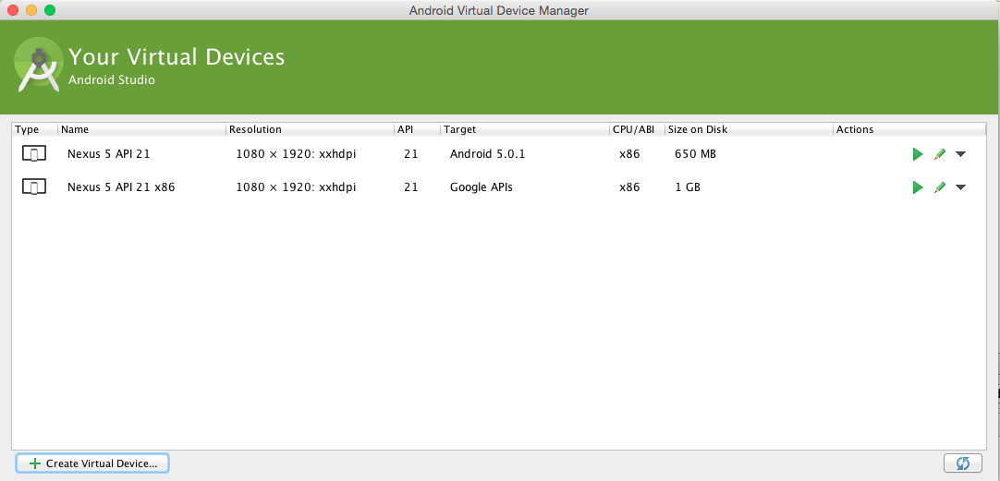 Android Virtual Device Manager
Your Virtual Devices
Android Studio
Type Name Resolution API Target CPU/ABI Size on Disk Actions
Nexus 5 API 21 1080 × 1920: xxhdpi 21 Android 5.0.1 x86 650 MB
Nexus 5 API 21 x86 1080 × 1920: xxhdpi 21 Google APIs x86 1 GB
Create Virtual Device...